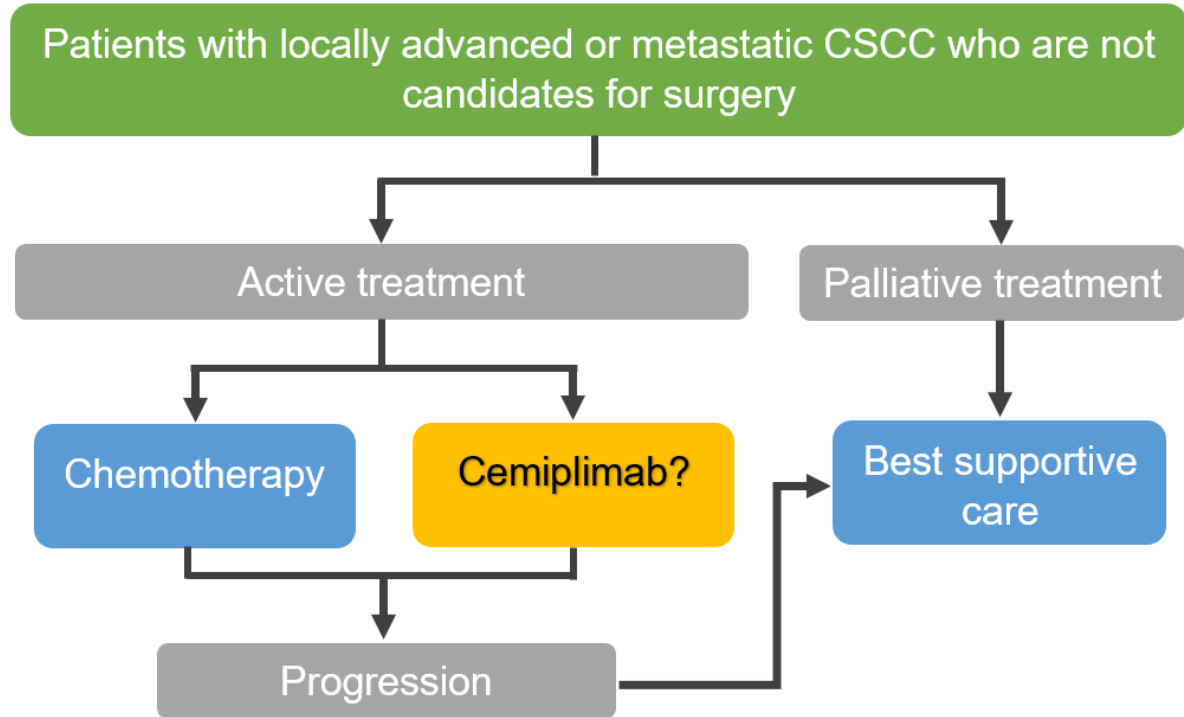 Patients with locally advanced or metastatic CSCC who are not
candidates for surgery
Active treatment
Palliative treatment
Chemotherapy
Cemiplimab?
Best supportive
care
Progression